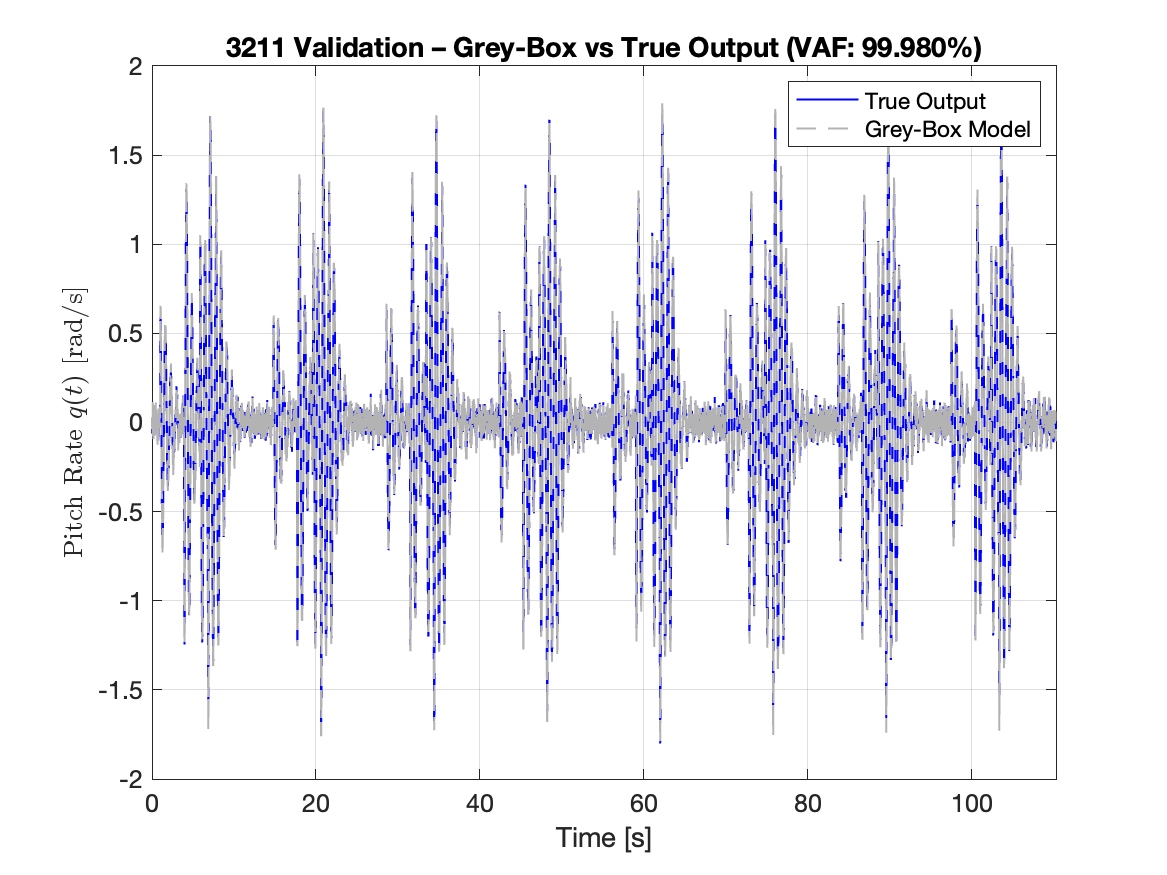 3211 Validation – Grey-Box vs True Output (VAF: 99.980%)
True Output
Grey-Box Model
2
1.5
1
0.5
0
-0.5
-1
-1.5
-2
Pitch Rate q(t) [rad/s]
0 20 40 60 80 100
Time [s]